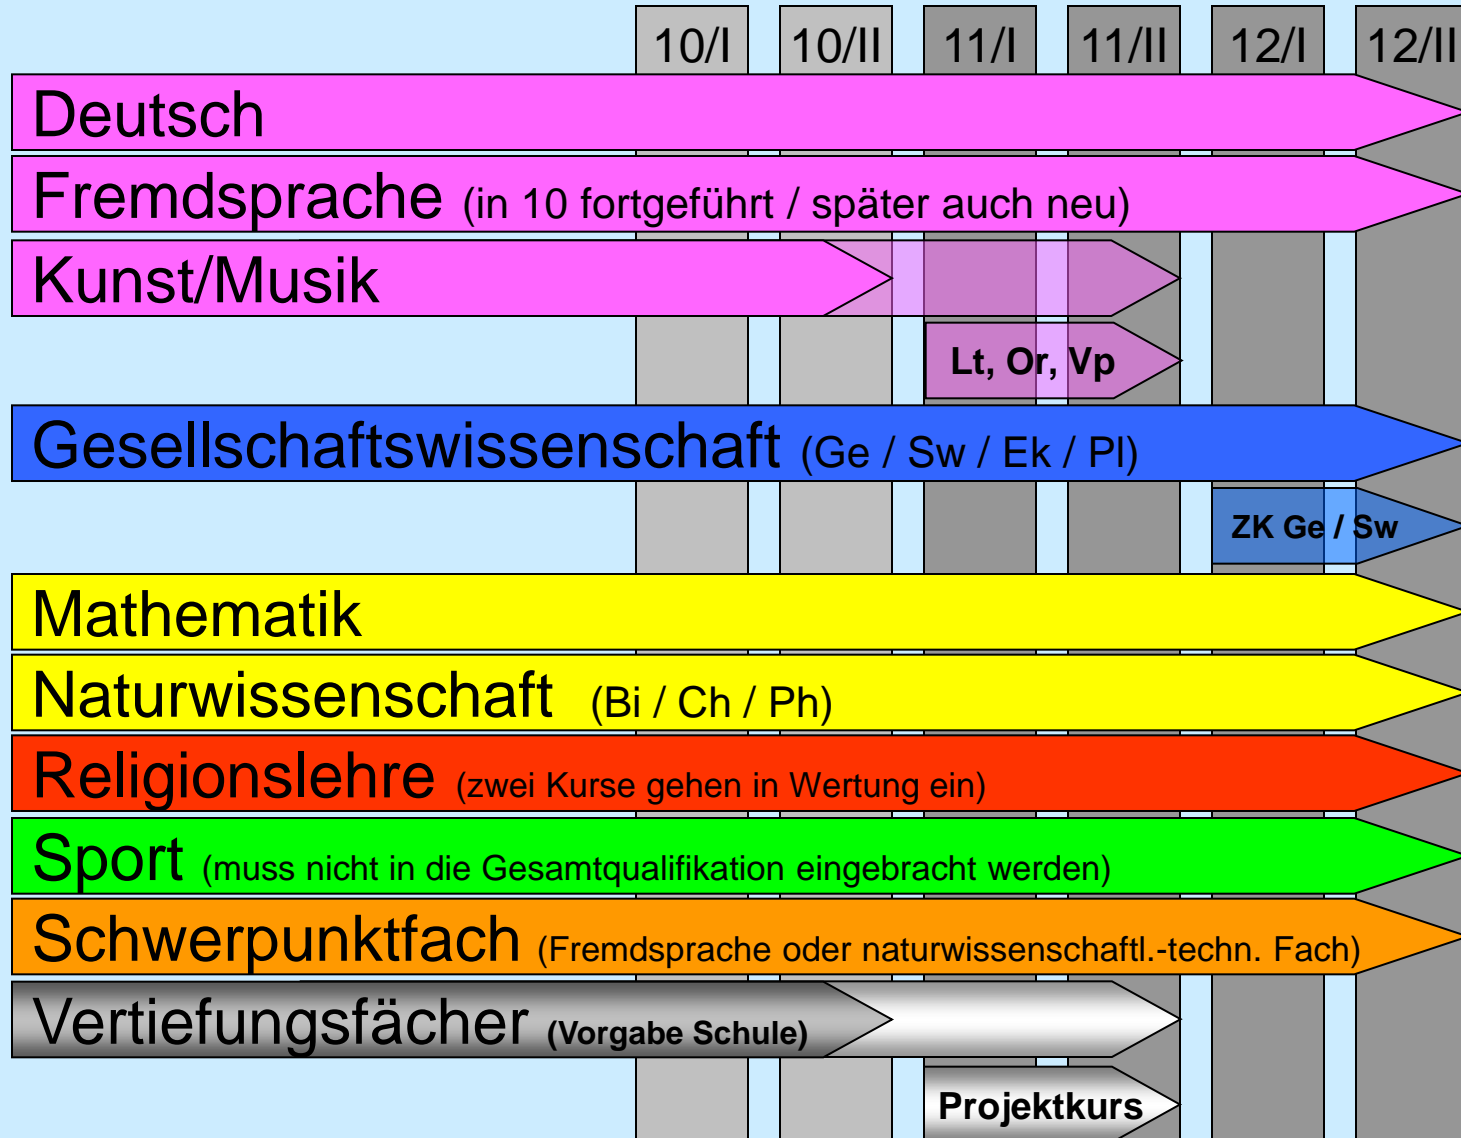 10/I 10/II 11/I 11/II 12/I 12/II
Deutsch
Fremdsprache (in 10 fortgeführt / später auch neu)
Kunst/Musik
Lt, Or, Vp
Gesellschaftswissenschaft (Ge / Sw / Ek / Pl)
ZK Ge / Sw
Mathematik
Naturwissenschaft (Bi / Ch / Ph)
Religionslehre (zwei Kurse gehen in Wertung ein)
Sport (muss nicht in die Gesamtqualifikation eingebracht werden)
Schwerpunktfach (Fremdsprache oder naturwissenschaftl.-techn. Fach)
Vertiefungsfächer (Vorgabe Schule)
Projektkurs